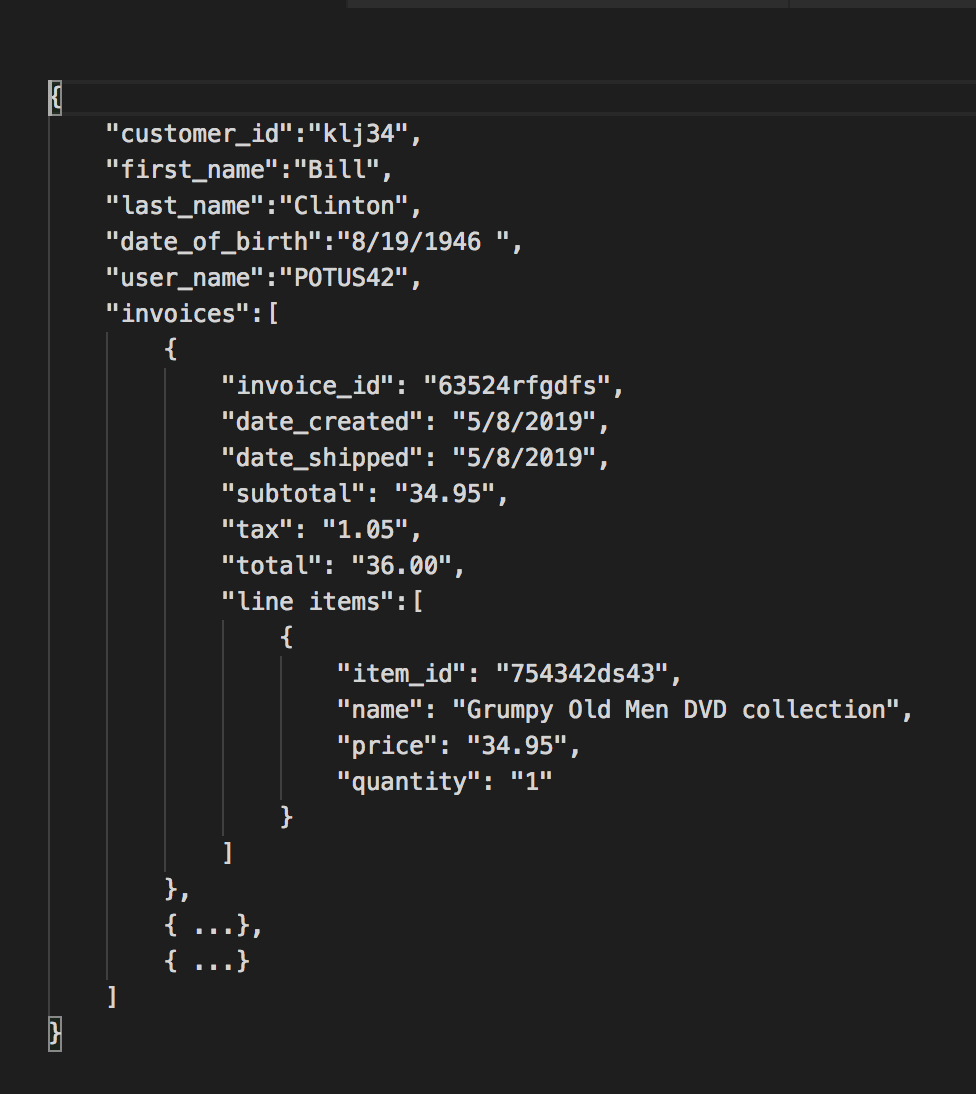 {
"customer_id":"klj34",
"first_name":"Bill",
"last_name":"Clinton",
"date_of_birth":"8/19/1946 ",
"user_name":"POTUS42",
"invoices":[
{
"invoice_id": "63524rfgdfs",
"date_created": "5/8/2019",
"date_shipped": "5/8/2019",
"subtotal": "34.95",
"tax": "1.05",
"total": "36.00",
"line items":[
{
"item_id": "754342ds43",
"name": "Grumpy Old Men DVD collection",
"price": "34.95",
"quantity": "1"
}
]
},
{ ...},
{ ...}
]
}